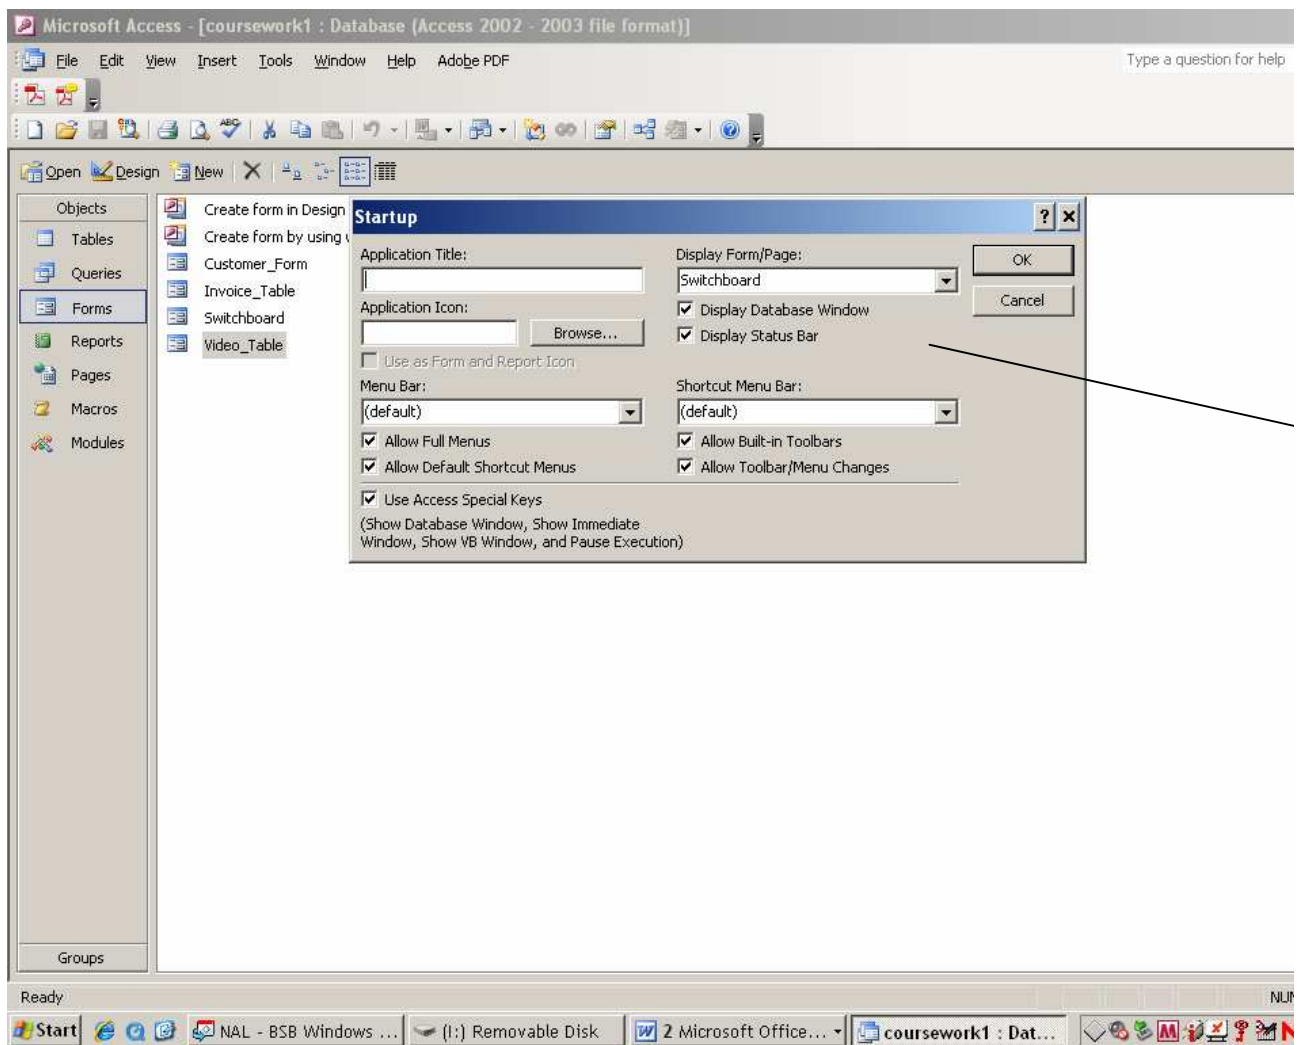 Microsoft Access - [coursework1 : Database (Access 2002 - 2003 file format)]
File Edit View Insert Tools Window Help Adobe PDF
Type a question for help
Open Design New
Objects
Tables
Queries
Forms
Reports
Pages
Macros
Modules
Groups
Create form in Design
Create form by using
Customer_Form
Invoice_Table
Switchboard
Video_Table
Startup
Application Title:
Application Icon:
Browse...
Use as Form and Report Icon
Menu Bar:
(default)
Allow Full Menus
Allow Default Shortcut Menus
Display Form/Page:
Switchboard
Display Database Window
Display Status Bar
Shortcut Menu Bar:
(default)
Allow Built-in Toolbars
Allow Toolbar/Menu Changes
OK
Cancel
Use Access Special Keys
(Show Database Window, Show Immediate
Window, Show VB Window, and Pause Execution)
Ready
Start NAL - BSB Windows ... (I:) Removable Disk 2 Microsoft Office... coursework1 : Dat...